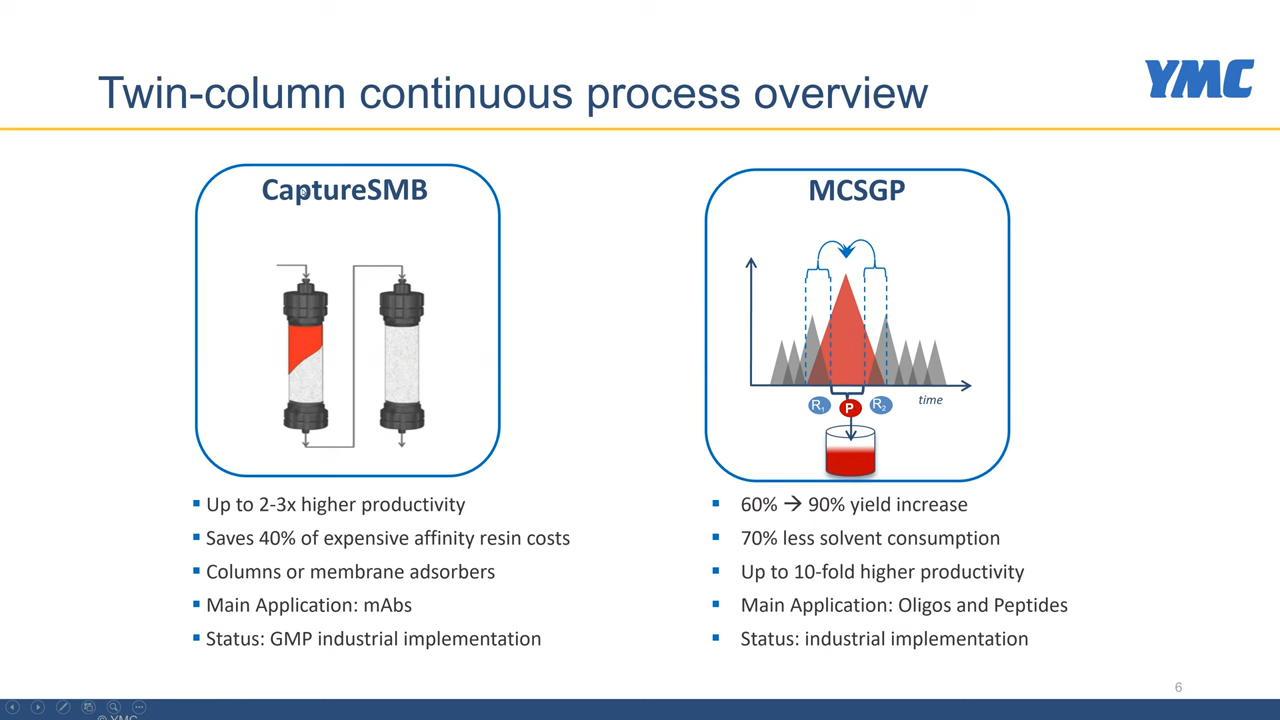 Twin-column continuous process overview
YMC
CaptureSMB
MCSGP
R1
P
R2
time
Up to 2-3x higher productivity
Saves 40% of expensive affinity resin costs
Columns or membrane adsorbers
Main Application: mAbs
Status: GMP industrial implementation
60% → 90% yield increase
70% less solvent consumption
Up to 10-fold higher productivity
Main Application: Oligos and Peptides
Status: industrial implementation
6
© YMC